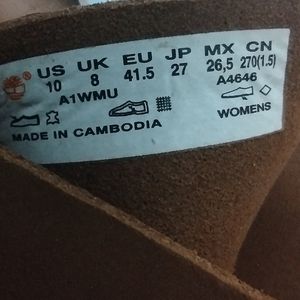 US UK EU JP MX CN
10 8 41.5 27 26,5 270(1.5)
A1WMU A4646
WOMENS
MADE IN CAMBODIA